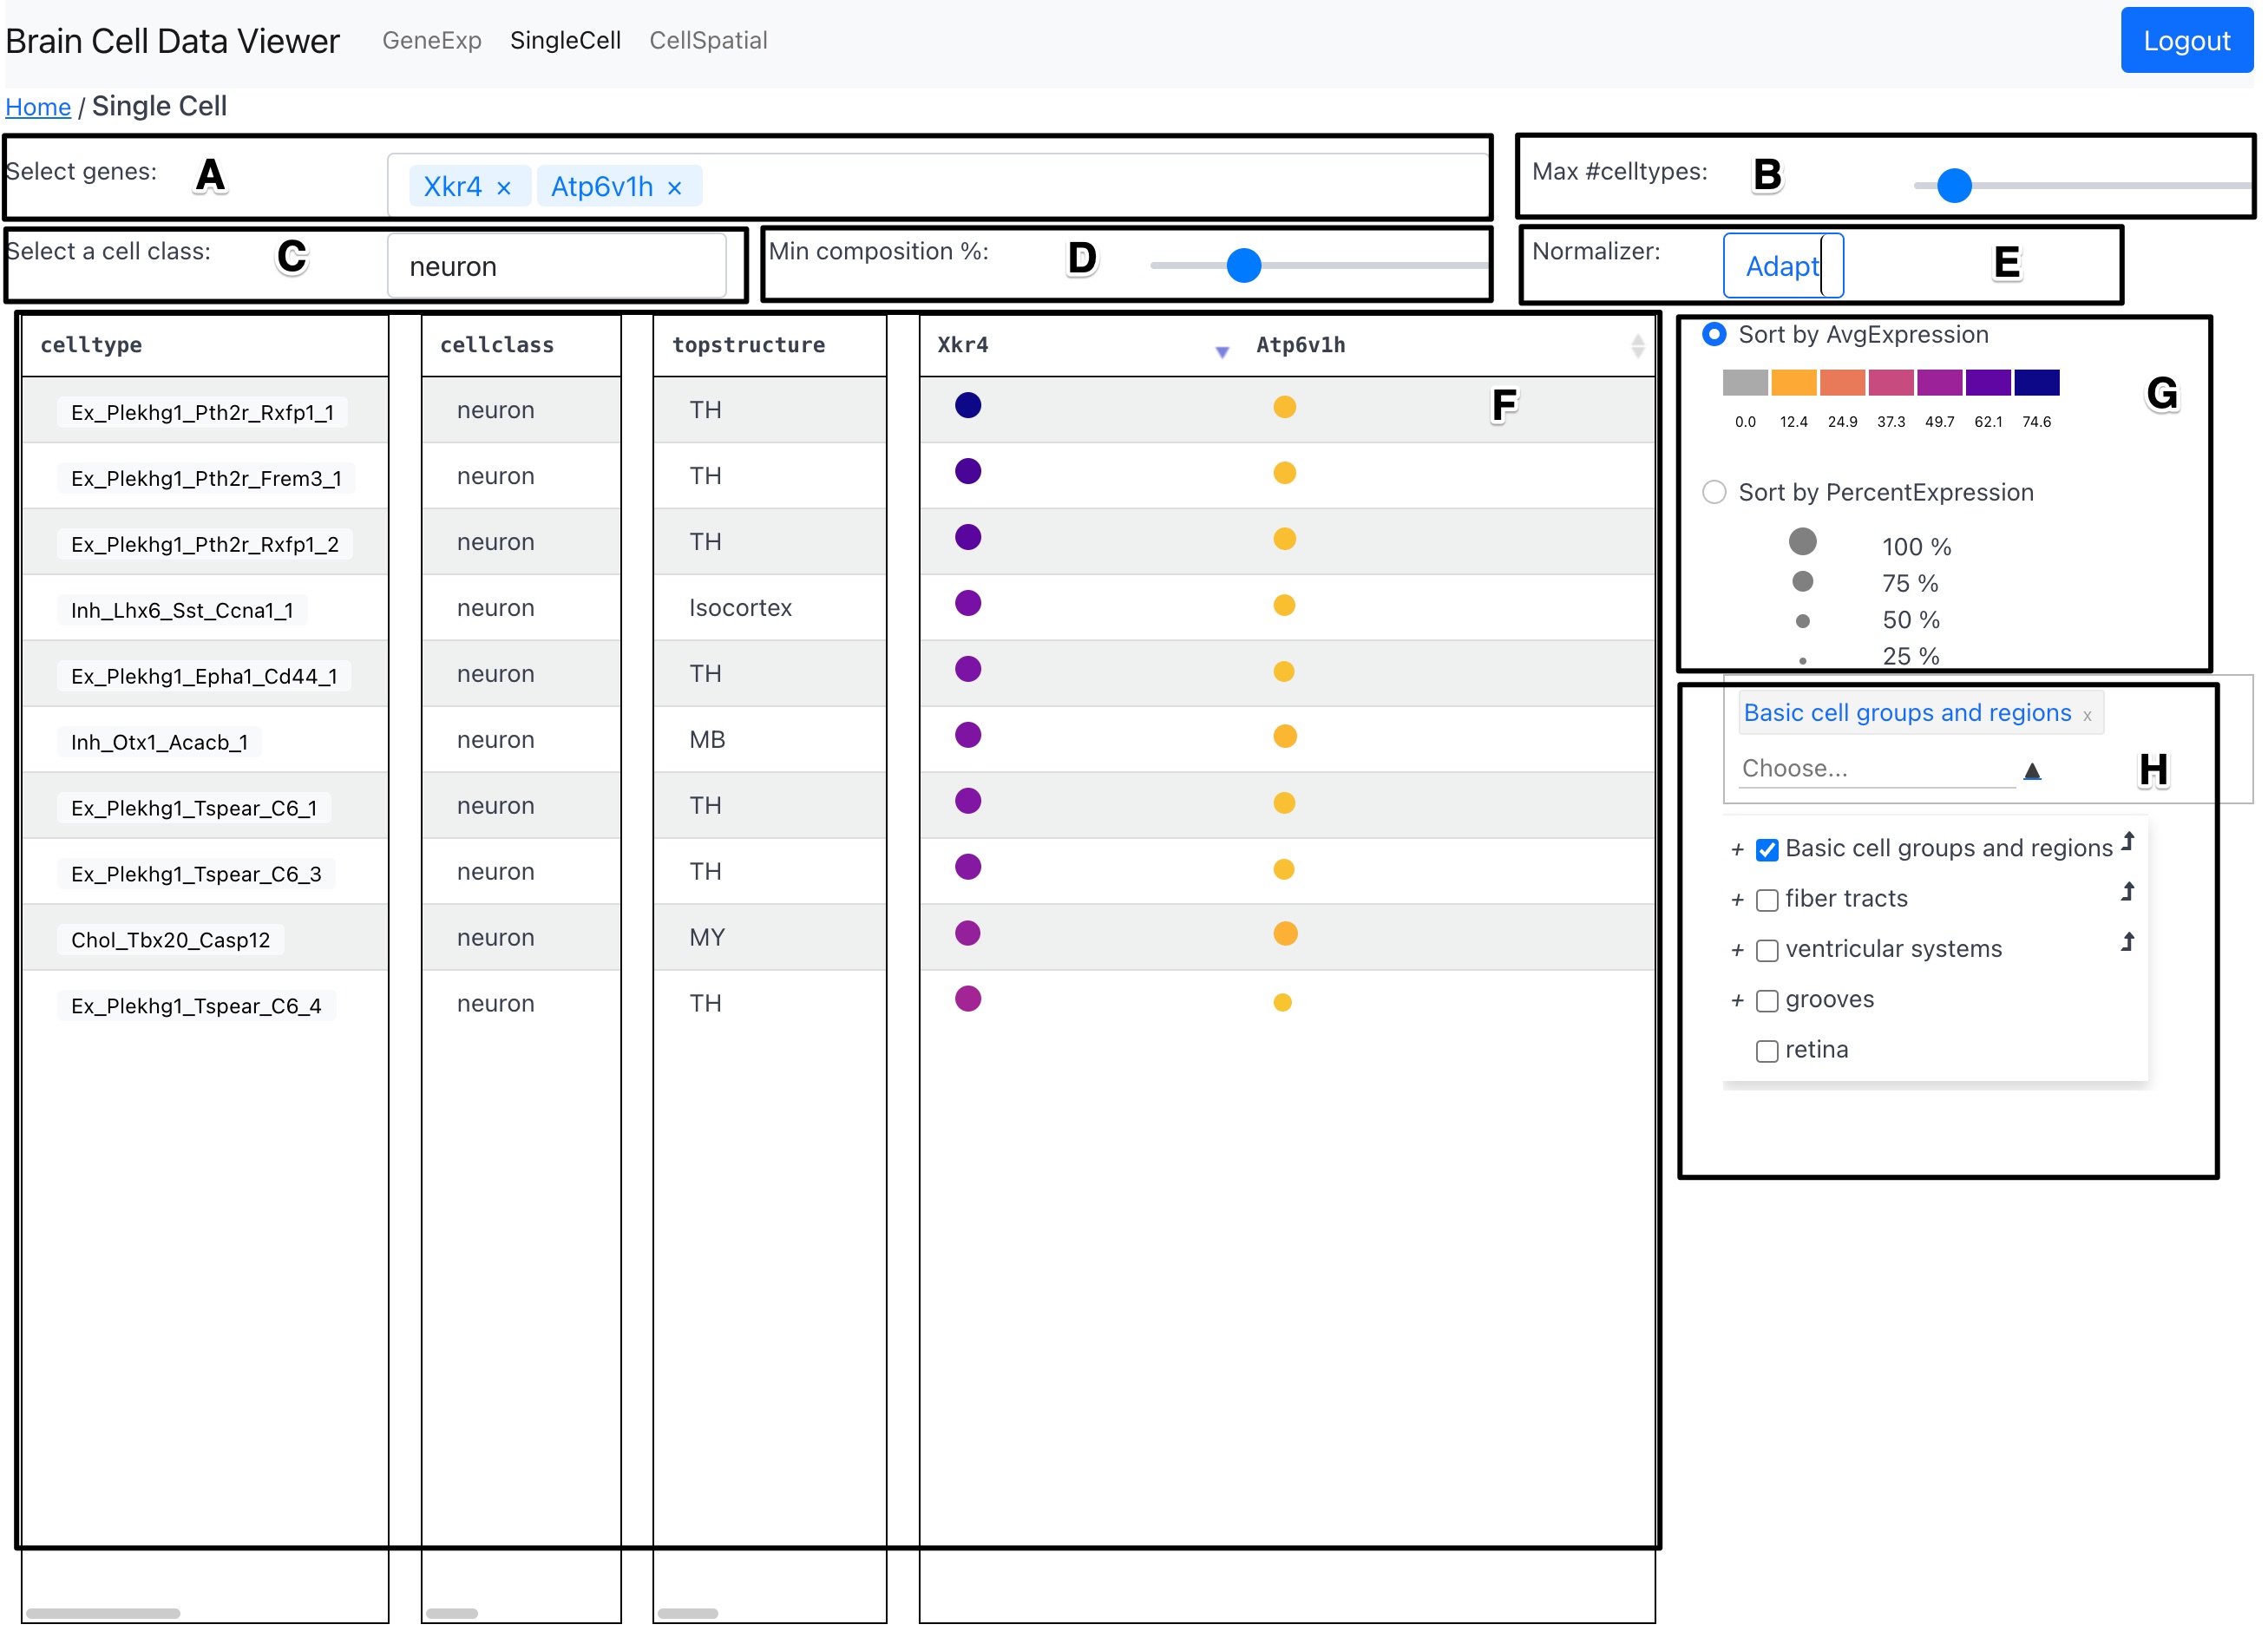 Brain Cell Data Viewer GeneExp SingleCell CellSpatial Logout
Home / Single Cell
Select genes: A Xkr4 × Atp6v1h × Max #celltypes: B
Select a cell class: C neuron Min composition %: D Normalizer: Adapt E
celltype cellclass topstructure Xkr4 Atp6v1h
Ex_Plekhg1_Pth2r_Rxfp1_1 neuron TH F
Ex_Plekhg1_Pth2r_Frem3_1 neuron TH
Ex_Plekhg1_Pth2r_Rxfp1_2 neuron TH
Inh_Lhx6_Sst_Ccna1_1 neuron Isocortex
Ex_Plekhg1_Epha1_Cd44_1 neuron TH
Inh_Otx1_Acacb_1 neuron MB
Ex_Plekhg1_Tspear_C6_1 neuron TH
Ex_Plekhg1_Tspear_C6_3 neuron TH
Chol_Tbx20_Casp12 neuron MY
Ex_Plekhg1_Tspear_C6_4 neuron TH
Sort by AvgExpression
G
0.0 12.4 24.9 37.3 49.7 62.1 74.6
Sort by PercentExpression
100 %
75 %
50 %
25 %
Basic cell groups and regions x
Choose... H
+ Basic cell groups and regions
+ fiber tracts
+ ventricular systems
+ grooves
retina